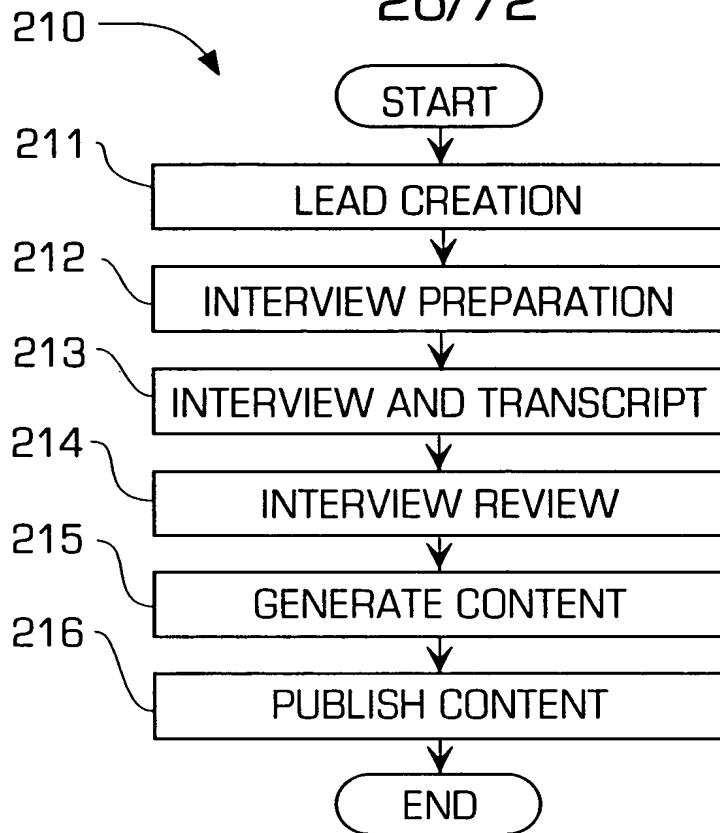 26/72
210
START
211
LEAD CREATION
212
INTERVIEW PREPARATION
213
INTERVIEW AND TRANSCRIPT
214
INTERVIEW REVIEW
215
GENERATE CONTENT
216
PUBLISH CONTENT
END